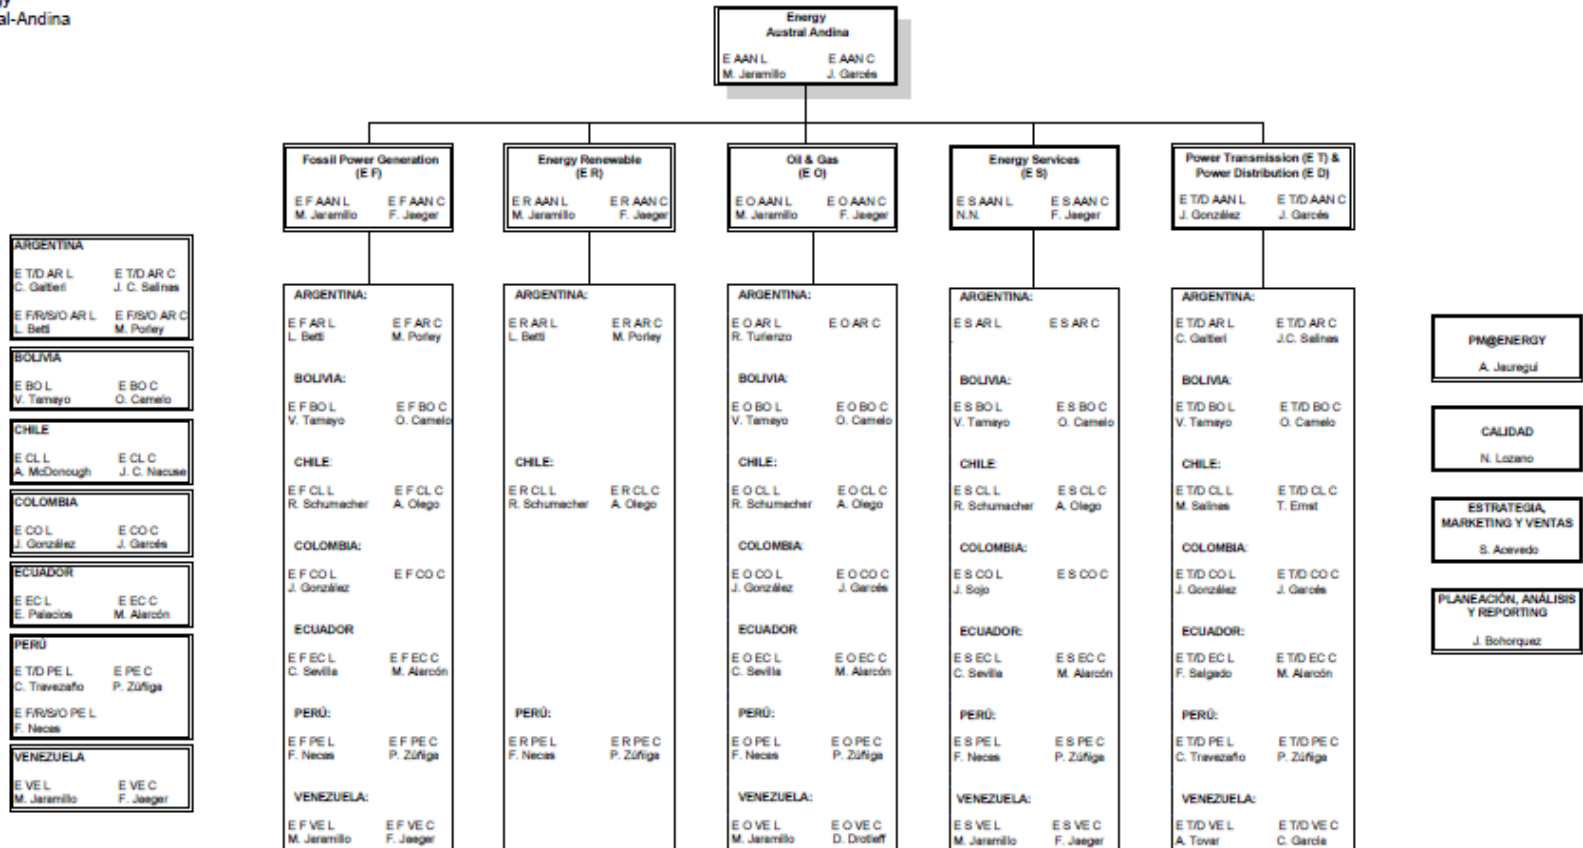 al-Andina
Energy
Austral Andina
E AAN L E AAN C
M. Jaramillo J. Garcés
Fossil Power Generation
(E F)
E F AAN L E F AAN C
M. Jaramillo F. Jaeger
Energy Renewable
(E R)
E R AAN L E R AAN C
M. Jaramillo F. Jaeger
Oil & Gas
(E O)
E O AAN L E O AAN C
M. Jaramillo F. Jaeger
Energy Services
(E S)
E S AAN L E S AAN C
N.N. F. Jaeger
Power Transmission (E T) &
Power Distribution (E D)
E T/D AAN L E T/D AAN C
J. González J. Garcés
ARGENTINA
E T/D AR L E T/D AR C
C. Galtieri J. C. Salinas
E F/R/S/O AR L E F/S/O AR C
L. Betti M. Porley
BOLIVIA
E BO L E BO C
V. Tamayo O. Camelo
CHILE
E CL L E CL C
A. McDonough J. C. Nacuse
COLOMBIA
E CO L E CO C
J. González J. Garcés
ECUADOR
E EC L E EC C
E. Palacios M. Alarcón
PERÚ
E T/D PE L E PE C
C. Travezaño P. Zúñiga
E F/R/S/O PE L
F. Necas
VENEZUELA
E VE L E VE C
M. Jaramillo F. Jaeger
ARGENTINA:
E F AR L E F AR C
L. Betti M. Porley
BOLIVIA:
E F BO L E F BO C
V. Tamayo O. Camelo
CHILE:
E F CL L E F CL C
R. Schumacher A. Olego
COLOMBIA:
E F CO L E F CO C
J. González
ECUADOR
E F EC L E F EC C
C. Sevilla M. Alarcón
PERÚ:
E F PE L E F PE C
F. Necas P. Zúñiga
VENEZUELA:
E F VE L E F VE C
M. Jaramillo F. Jaeger
ARGENTINA:
E R AR L E R AR C
L. Betti M. Porley
CHILE:
E R CL L E R CL C
R. Schumacher A. Olego
PERÚ:
E R PE L E R PE C
F. Necas P. Zúñiga
ARGENTINA:
E O AR L E O AR C
R. Turienzo
BOLIVIA:
E O BO L E O BO C
V. Tamayo O. Camelo
CHILE:
E O CL L E O CL C
R. Schumacher A. Olego
COLOMBIA:
E O CO L E O CO C
J. González J. Garcés
ECUADOR
E O EC L E O EC C
C. Sevilla M. Alarcón
PERÚ:
E O PE L E O PE C
F. Necas P. Zúñiga
VENEZUELA:
E O VE L E O VE C
M. Jaramillo D. Drotleff
ARGENTINA:
E S AR L E S AR C
BOLIVIA:
E S BO L E S BO C
V. Tamayo O. Camelo
CHILE:
E S CL L E S CL C
R. Schumacher A. Olego
COLOMBIA:
E S CO L E S CO C
J. Sojo
ECUADOR:
E S EC L E S EC C
C. Sevilla M. Alarcón
PERÚ:
E S PE L E S PE C
F. Necas P. Zúñiga
VENEZUELA:
E S VE L E S VE C
M. Jaramillo F. Jaeger
ARGENTINA:
E T/D AR L E T/D AR C
C. Galtieri J.C. Salinas
BOLIVIA:
E T/D BO L E T/D BO C
V. Tamayo O. Camelo
CHILE:
E T/D CL L E T/D CL C
M. Salinas T. Ernst
COLOMBIA:
E T/D CO L E T/D CO C
J. González J. Garcés
ECUADOR:
E T/D EC L E T/D EC C
F. Salgado M. Alarcón
PERÚ:
E T/D PE L E T/D PE C
C. Travezaño P. Zúñiga
VENEZUELA:
E T/D VE L E T/D VE C
A. Tovar C. García
PM@ENERGY
A. Jauregui
CALIDAD
N. Lozano
ESTRATEGIA,
MARKETING Y VENTAS
S. Acevedo
PLANEACIÓN, ANÁLISIS
Y REPORTING
J. Bohorquez